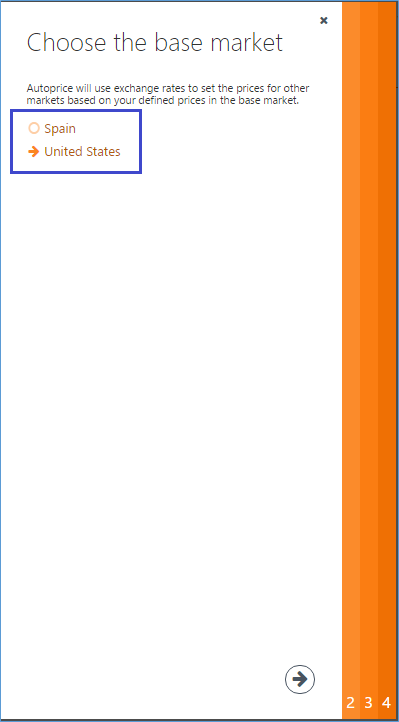 Choose the base market
Autoprice will use exchange rates to set the prices for other
markets based on your defined prices in the base market.
Spain
United States
2 3 4